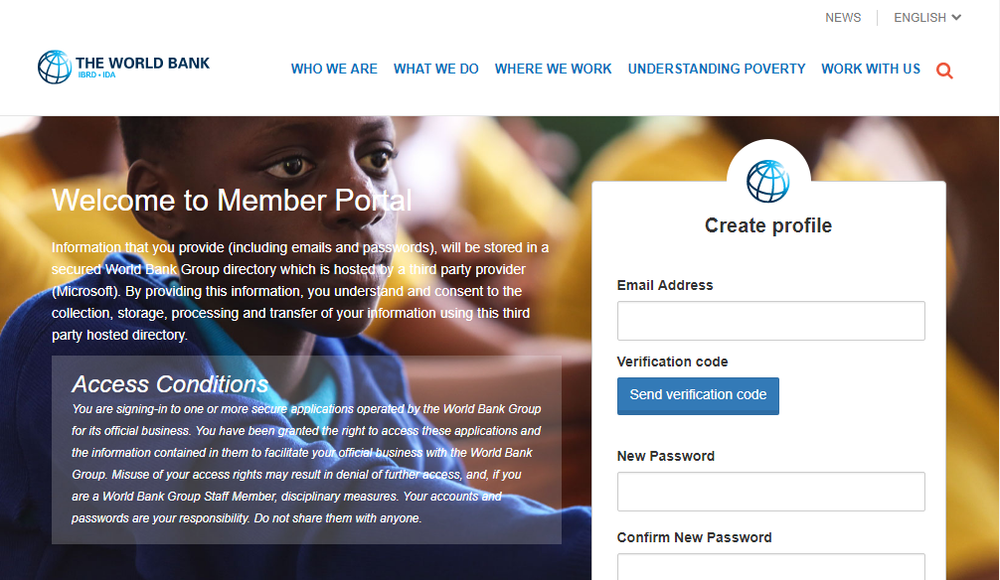 NEWS
ENGLISH
THE WORLD BANK
IBRD • IDA
WHO WE ARE
WHAT WE DO
WHERE WE WORK
UNDERSTANDING POVERTY
WORK WITH US
Welcome to Member Portal
Information that you provide (including emails and passwords), will be stored in a
secured World Bank Group directory which is hosted by a third party provider
(Microsoft). By providing this information, you understand and consent to the
collection, storage, processing and transfer of your information using this third
party hosted directory.
Access Conditions
You are signing-in to one or more secure applications operated by the World Bank Group
for its official business. You have been granted the right to access these applications and
the information contained in them to facilitate your official business with the World Bank
Group. Misuse of your access rights may result in denial of further access, and, if you
are a World Bank Group Staff Member, disciplinary measures. Your accounts and
passwords are your responsibility. Do not share them with anyone.
Create profile
Email Address
Verification code
Send verification code
New Password
Confirm New Password